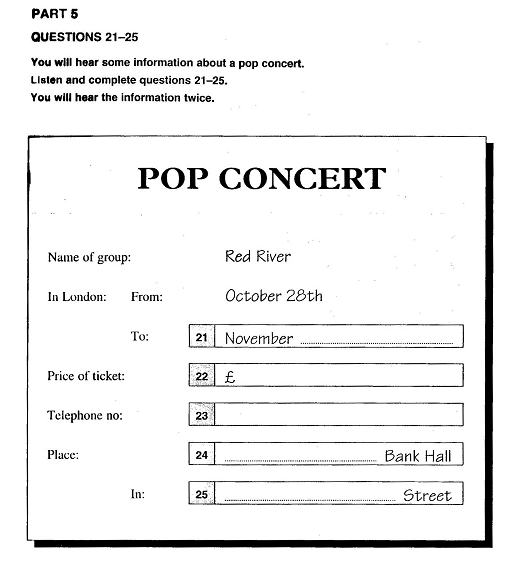 PART 5
QUESTIONS 21–25
You will hear some information about a pop concert.
Listen and complete questions 21–25.
You will hear the information twice.
POP CONCERT
Name of group: Red River
In London: From: October 28th
To: 21 November
Price of ticket: 22 £
Telephone no: 23
Place: 24 Bank Hall
In: 25 Street